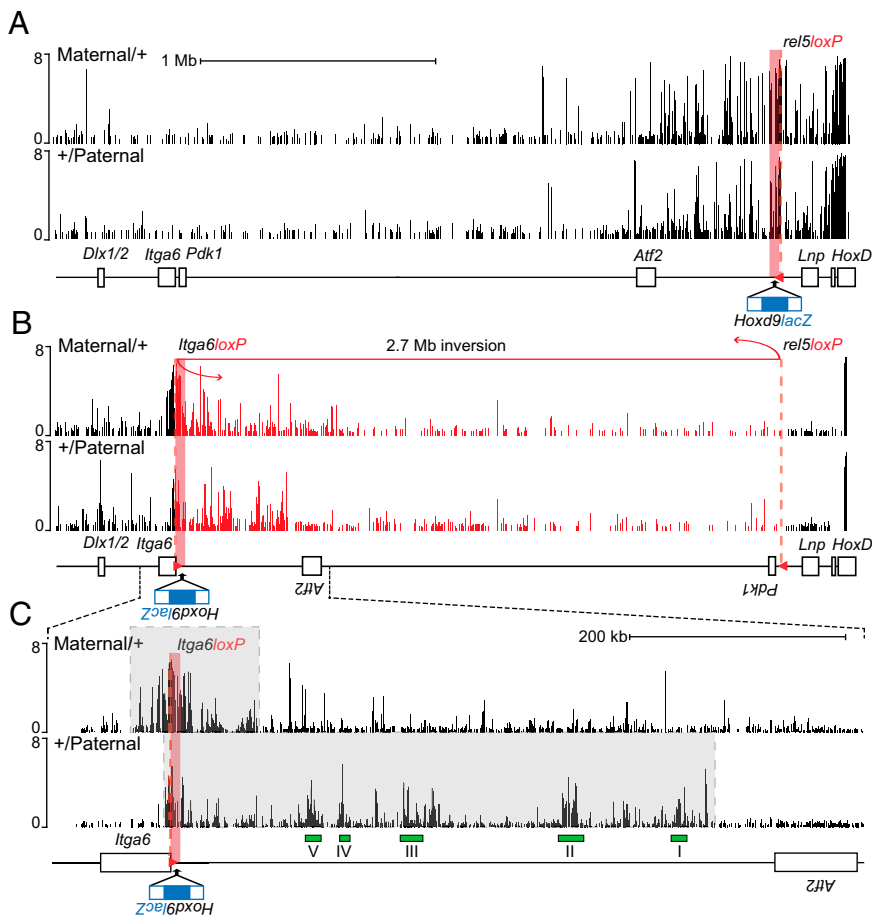 A
8
Maternal/+
1 Mb
rel5loxP
0
8
+/Paternal
0
Dlx1/2 Itga6 Pdk1 Atf2 Lnp HoxD
Hoxd9lacZ
B
8
Maternal/+
Itga6loxP
2.7 Mb inversion
rel5loxP
0
8
+/Paternal
0
Dlx1/2 Itga6 Atf2 Pdk1 Lnp HoxD
Hoxd9lacZ
C
8
Maternal/+
Itga6loxP
200 kb
0
8
+/Paternal
0
Itga6 V IV III II I Atf2
Hoxd9lacZ